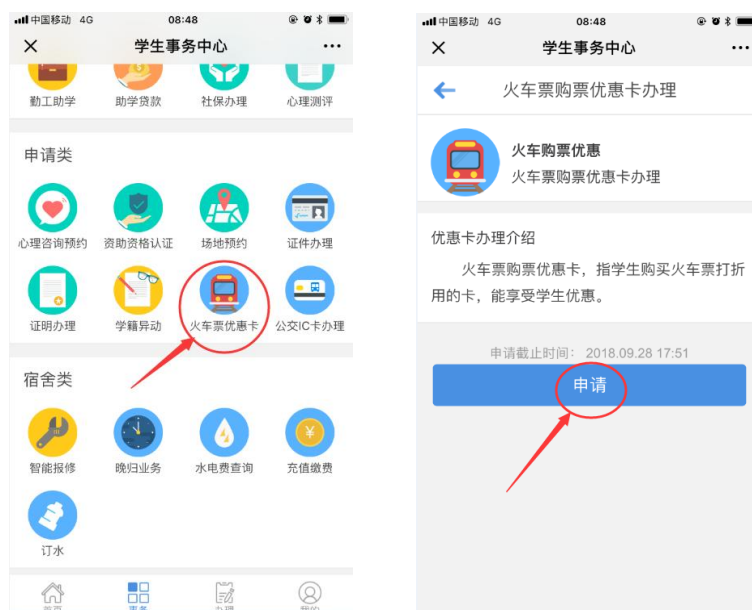 中国移动 4G 08:48
学生事务中心
勤工助学 助学贷款 社保办理 心理测评
申请类
心理咨询预约 资助资格认证 场地预约 证件办理
证明办理 学籍异动 火车票优惠卡 公交IC卡办理
宿舍类
智能报修 晚归业务 水电费查询 充值缴费
订水
中国移动 4G 08:48
学生事务中心
火车票购票优惠卡办理
火车购票优惠
火车票购票优惠卡办理
优惠卡办理介绍
火车票购票优惠卡，指学生购买火车票打折
用的卡，能享受学生优惠。
申请截止时间： 2018.09.28 17:51
申请